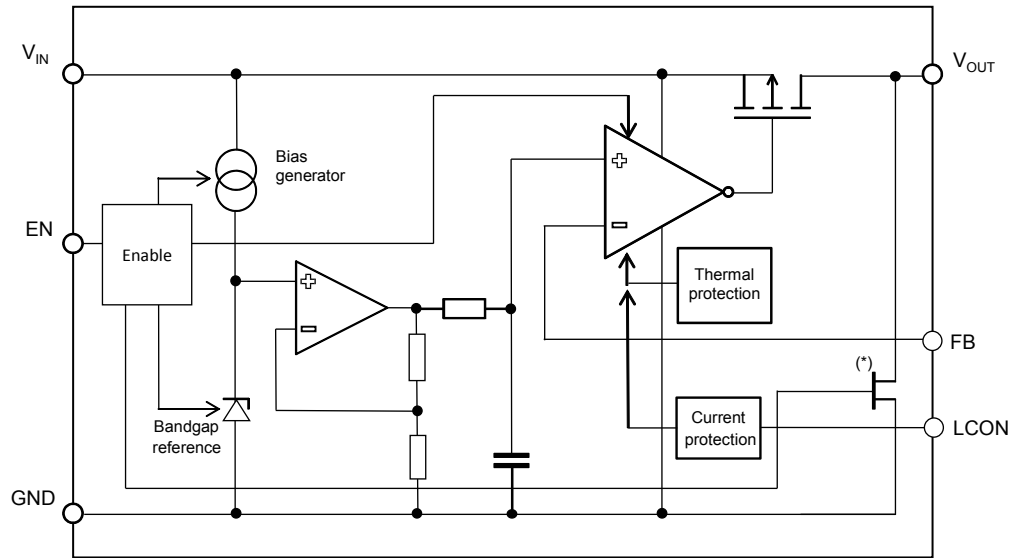 VIN
VOUT
Bias
generator
EN
Enable
Thermal
protection
FB
(*)
Bandgap
reference
Current
protection
LCON
GND